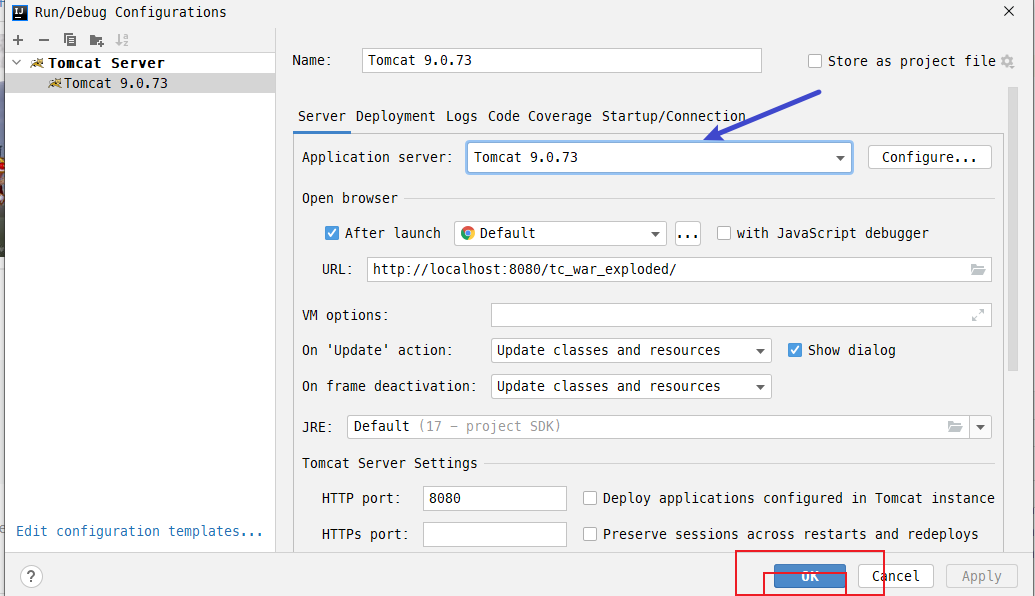 Run/Debug Configurations
Tomcat Server
Tomcat 9.0.73
Name: Tomcat 9.0.73 Store as project file
Server Deployment Logs Code Coverage Startup/Connection
Application server: Tomcat 9.0.73 Configure...
Open browser
After launch Default ... with JavaScript debugger
URL: http://localhost:8080/tc_war_exploded/
VM options:
On 'Update' action: Update classes and resources Show dialog
On frame deactivation: Update classes and resources
JRE: Default (17 – project SDK)
Tomcat Server Settings
HTTP port: 8080 Deploy applications configured in Tomcat instance
HTTPs port: Preserve sessions across restarts and redeploys
Edit configuration templates...
? OK Cancel Apply